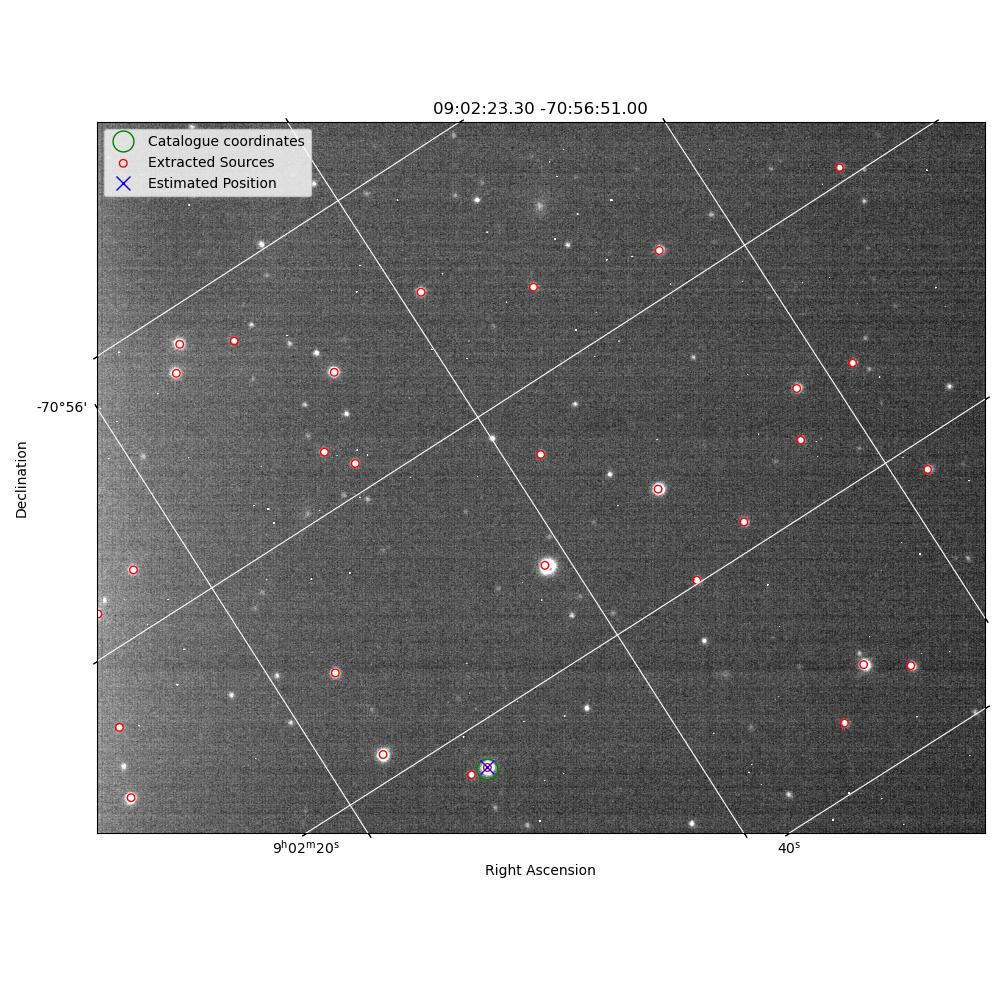 09:02:23.30 -70:56:51.00
Catalogue coordinates
Extracted Sources
Estimated Position
-70°56'
Declination
9h02m20s
40s
Right Ascension